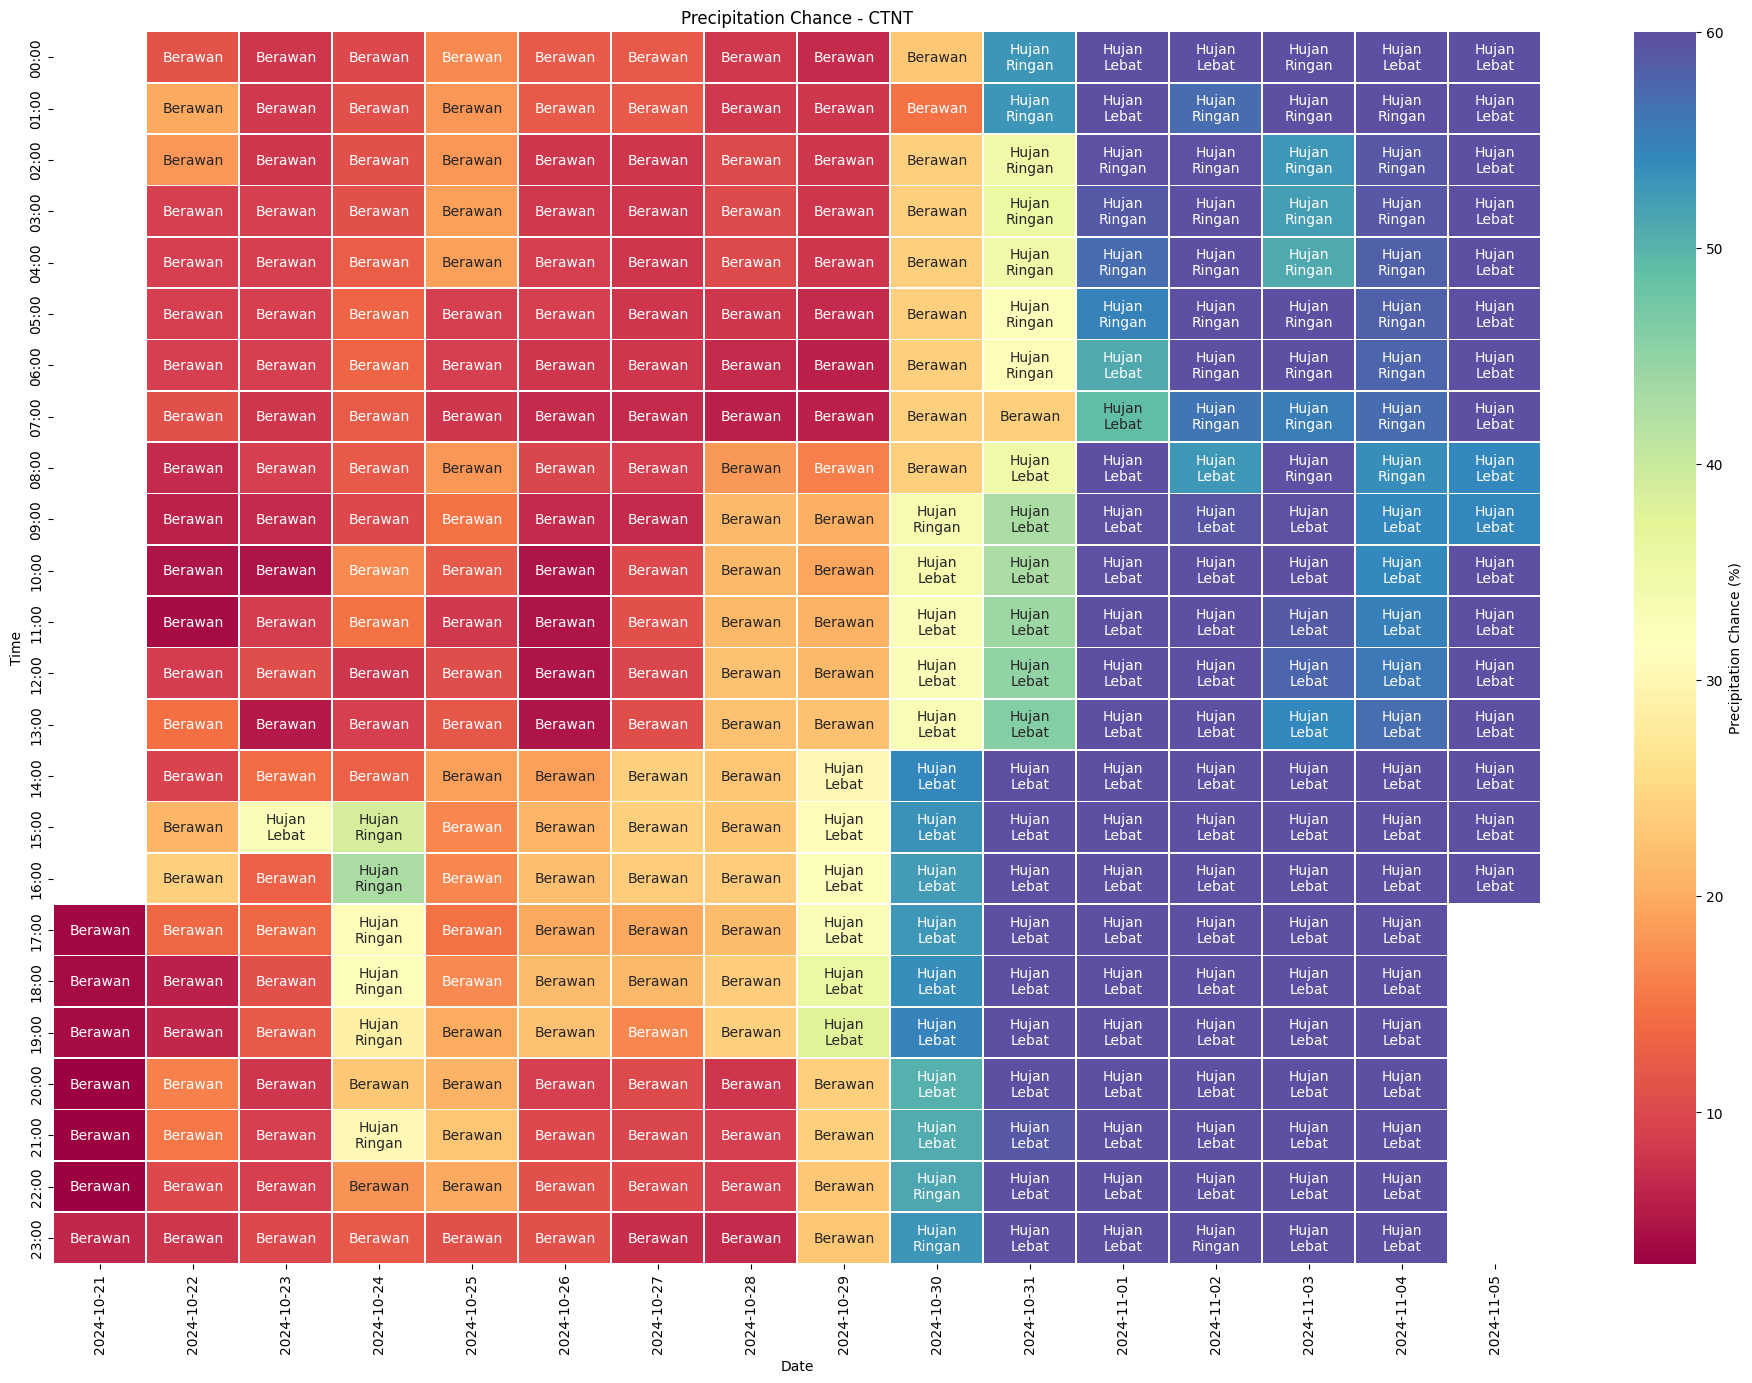 Precipitation Chance - CTNT
00:00 Berawan Berawan Berawan Berawan Berawan Berawan Berawan Berawan Berawan Hujan Ringan Hujan Lebat Hujan Lebat Hujan Ringan Hujan Lebat Hujan Lebat
01:00 Berawan Berawan Berawan Berawan Berawan Berawan Berawan Berawan Berawan Hujan Ringan Hujan Lebat Hujan Ringan Hujan Ringan Hujan Ringan Hujan Lebat
02:00 Berawan Berawan Berawan Berawan Berawan Berawan Berawan Berawan Berawan Hujan Ringan Hujan Ringan Hujan Ringan Hujan Ringan Hujan Ringan Hujan Lebat
03:00 Berawan Berawan Berawan Berawan Berawan Berawan Berawan Berawan Berawan Hujan Ringan Hujan Ringan Hujan Ringan Hujan Ringan Hujan Ringan Hujan Lebat
04:00 Berawan Berawan Berawan Berawan Berawan Berawan Berawan Berawan Berawan Hujan Ringan Hujan Ringan Hujan Ringan Hujan Ringan Hujan Ringan Hujan Lebat
05:00 Berawan Berawan Berawan Berawan Berawan Berawan Berawan Berawan Berawan Hujan Ringan Hujan Ringan Hujan Ringan Hujan Ringan Hujan Ringan Hujan Lebat
06:00 Berawan Berawan Berawan Berawan Berawan Berawan Berawan Berawan Berawan Hujan Ringan Hujan Lebat Hujan Ringan Hujan Ringan Hujan Ringan Hujan Lebat
07:00 Berawan Berawan Berawan Berawan Berawan Berawan Berawan Berawan Berawan Berawan Hujan Lebat Hujan Ringan Hujan Ringan Hujan Ringan Hujan Lebat
08:00 Berawan Berawan Berawan Berawan Berawan Berawan Berawan Berawan Berawan Hujan Lebat Hujan Lebat Hujan Lebat Hujan Ringan Hujan Ringan Hujan Lebat
09:00 Berawan Berawan Berawan Berawan Berawan Berawan Berawan Berawan Hujan Ringan Hujan Lebat Hujan Lebat Hujan Lebat Hujan Lebat Hujan Lebat Hujan Lebat
10:00 Berawan Berawan Berawan Berawan Berawan Berawan Berawan Berawan Hujan Lebat Hujan Lebat Hujan Lebat Hujan Lebat Hujan Lebat Hujan Lebat Hujan Lebat
11:00 Berawan Berawan Berawan Berawan Berawan Berawan Berawan Berawan Hujan Lebat Hujan Lebat Hujan Lebat Hujan Lebat Hujan Lebat Hujan Lebat Hujan Lebat
12:00 Berawan Berawan Berawan Berawan Berawan Berawan Berawan Berawan Hujan Lebat Hujan Lebat Hujan Lebat Hujan Lebat Hujan Lebat Hujan Lebat Hujan Lebat
13:00 Berawan Berawan Berawan Berawan Berawan Berawan Berawan Berawan Hujan Lebat Hujan Lebat Hujan Lebat Hujan Lebat Hujan Lebat Hujan Lebat Hujan Lebat
14:00 Berawan Berawan Berawan Berawan Berawan Berawan Berawan Hujan Lebat Hujan Lebat Hujan Lebat Hujan Lebat Hujan Lebat Hujan Lebat Hujan Lebat Hujan Lebat
15:00 Berawan Hujan Lebat Hujan Ringan Berawan Berawan Berawan Berawan Hujan Lebat Hujan Lebat Hujan Lebat Hujan Lebat Hujan Lebat Hujan Lebat Hujan Lebat Hujan Lebat
16:00 Berawan Berawan Hujan Ringan Berawan Berawan Berawan Berawan Hujan Lebat Hujan Lebat Hujan Lebat Hujan Lebat Hujan Lebat Hujan Lebat Hujan Lebat Hujan Lebat
17:00 Berawan Berawan Berawan Hujan Ringan Berawan Berawan Berawan Berawan Hujan Lebat Hujan Lebat Hujan Lebat Hujan Lebat Hujan Lebat Hujan Lebat Hujan Lebat
18:00 Berawan Berawan Berawan Hujan Ringan Berawan Berawan Berawan Berawan Hujan Lebat Hujan Lebat Hujan Lebat Hujan Lebat Hujan Lebat Hujan Lebat Hujan Lebat
19:00 Berawan Berawan Berawan Hujan Ringan Berawan Berawan Berawan Berawan Hujan Lebat Hujan Lebat Hujan Lebat Hujan Lebat Hujan Lebat Hujan Lebat Hujan Lebat
20:00 Berawan Berawan Berawan Berawan Berawan Berawan Berawan Berawan Berawan Hujan Lebat Hujan Lebat Hujan Lebat Hujan Lebat Hujan Lebat Hujan Lebat
21:00 Berawan Berawan Berawan Hujan Ringan Berawan Berawan Berawan Berawan Berawan Hujan Lebat Hujan Lebat Hujan Lebat Hujan Lebat Hujan Lebat Hujan Lebat
22:00 Berawan Berawan Berawan Berawan Berawan Berawan Berawan Berawan Berawan Hujan Ringan Hujan Lebat Hujan Lebat Hujan Lebat Hujan Lebat Hujan Lebat
23:00 Berawan Berawan Berawan Berawan Berawan Berawan Berawan Berawan Berawan Hujan Ringan Hujan Lebat Hujan Lebat Hujan Ringan Hujan Lebat Hujan Lebat
Time
2024-10-21 2024-10-22 2024-10-23 2024-10-24 2024-10-25 2024-10-26 2024-10-27 2024-10-28 2024-10-29 2024-10-30 2024-10-31 2024-11-01 2024-11-02 2024-11-03 2024-11-04 2024-11-05
Date
60
50
40
30
20
10
Precipitation Chance (%)